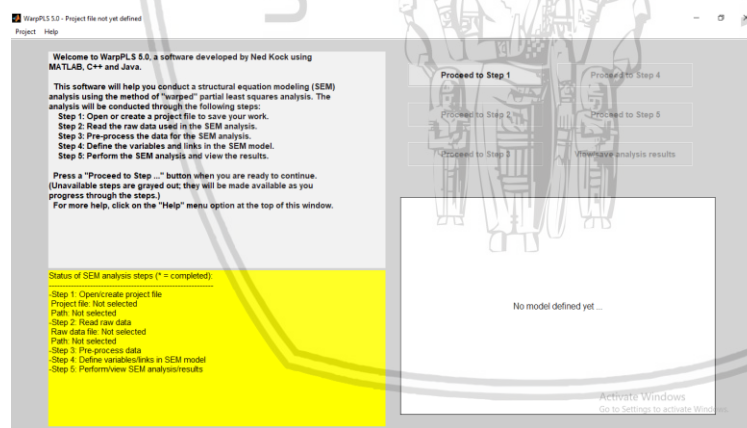 WarpPLS 5.0 - Project file not yet defined
Project Help
Welcome to WarpPLS 5.0, a software developed by Ned Kock using
MATLAB, C++ and Java.
This software will help you conduct a structural equation modeling (SEM)
analysis using the method of "warped" partial least squares analysis. The
analysis will be conducted through the following steps:
Step 1: Open or create a project file to save your work.
Step 2: Read the raw data used in the SEM analysis.
Step 3: Pre-process the data for the SEM analysis.
Step 4: Define the variables and links in the SEM model.
Step 5: Perform the SEM analysis and view the results.
Press a "Proceed to Step ..." button when you are ready to continue.
(Unavailable steps are grayed out; they will be made available as you
progress through the steps.)
For more help, click on the "Help" menu option at the top of this window.
Status of SEM analysis steps (* = completed):
-Step 1: Open/create project file
Project file: Not selected
Path: Not selected
-Step 2: Read raw data
Raw data file: Not selected
Path: Not selected
-Step 3: Pre-process data
-Step 4: Define variables/links in SEM model
-Step 5: Perform/view SEM analysis/results
Proceed to Step 1
Proceed to Step 4
Proceed to Step 2
Proceed to Step 5
Proceed to Step 3
View/save analysis results
No model defined yet ...
Activate Windows
Go to Settings to activate Windows.